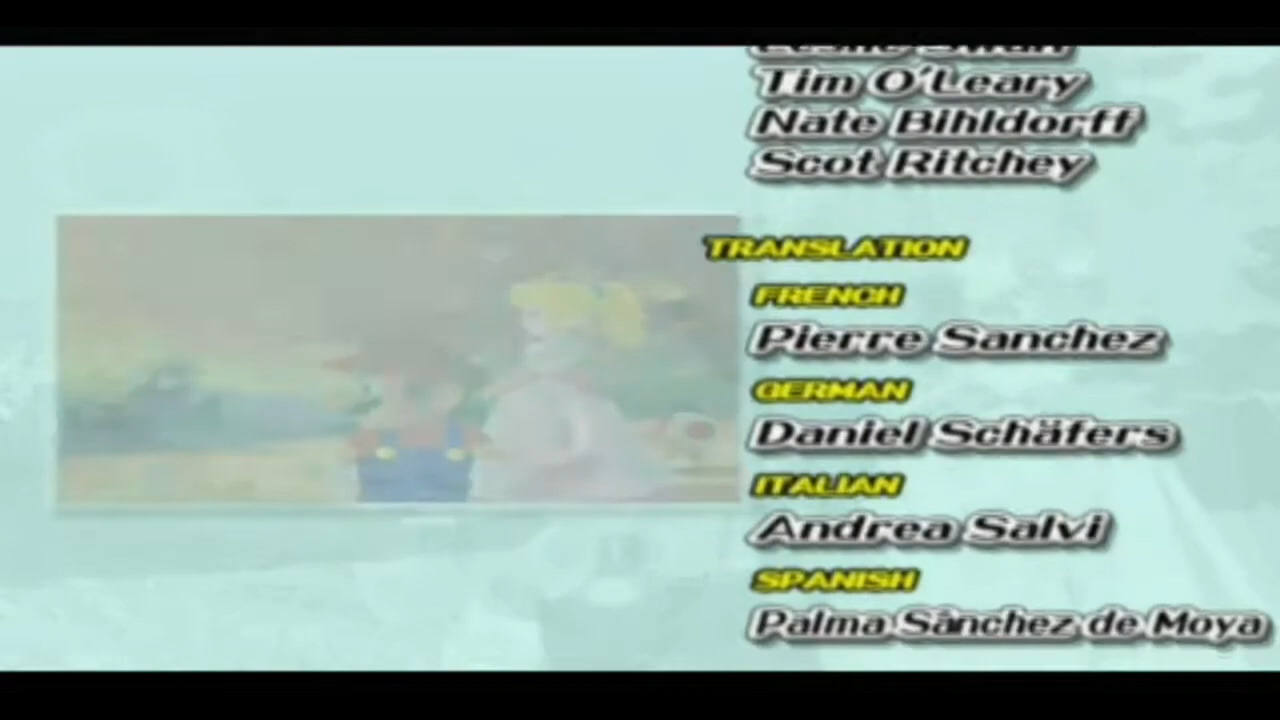 Tim O'Leary
Nate Bihldorff
Scot Ritchey
TRANSLATION
FRENCH
Pierre Sanchez
GERMAN
Daniel Schäfers
ITALIAN
Andrea Salvi
SPANISH
Palma Sánchez de Moya